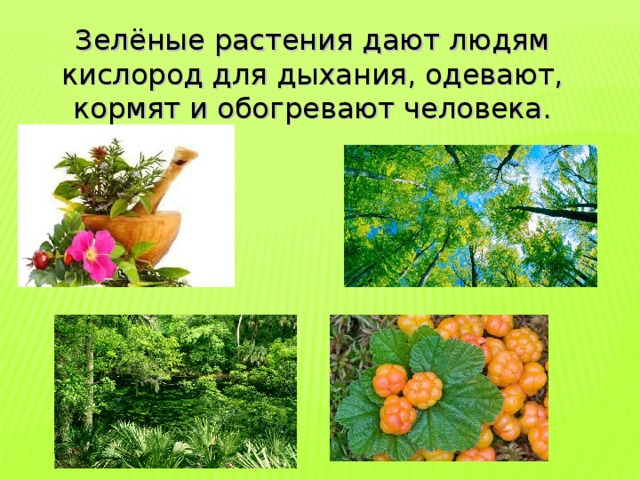 Зелёные растения дают людям
кислород для дыхания, одевают,
кормят и обогревают человека.